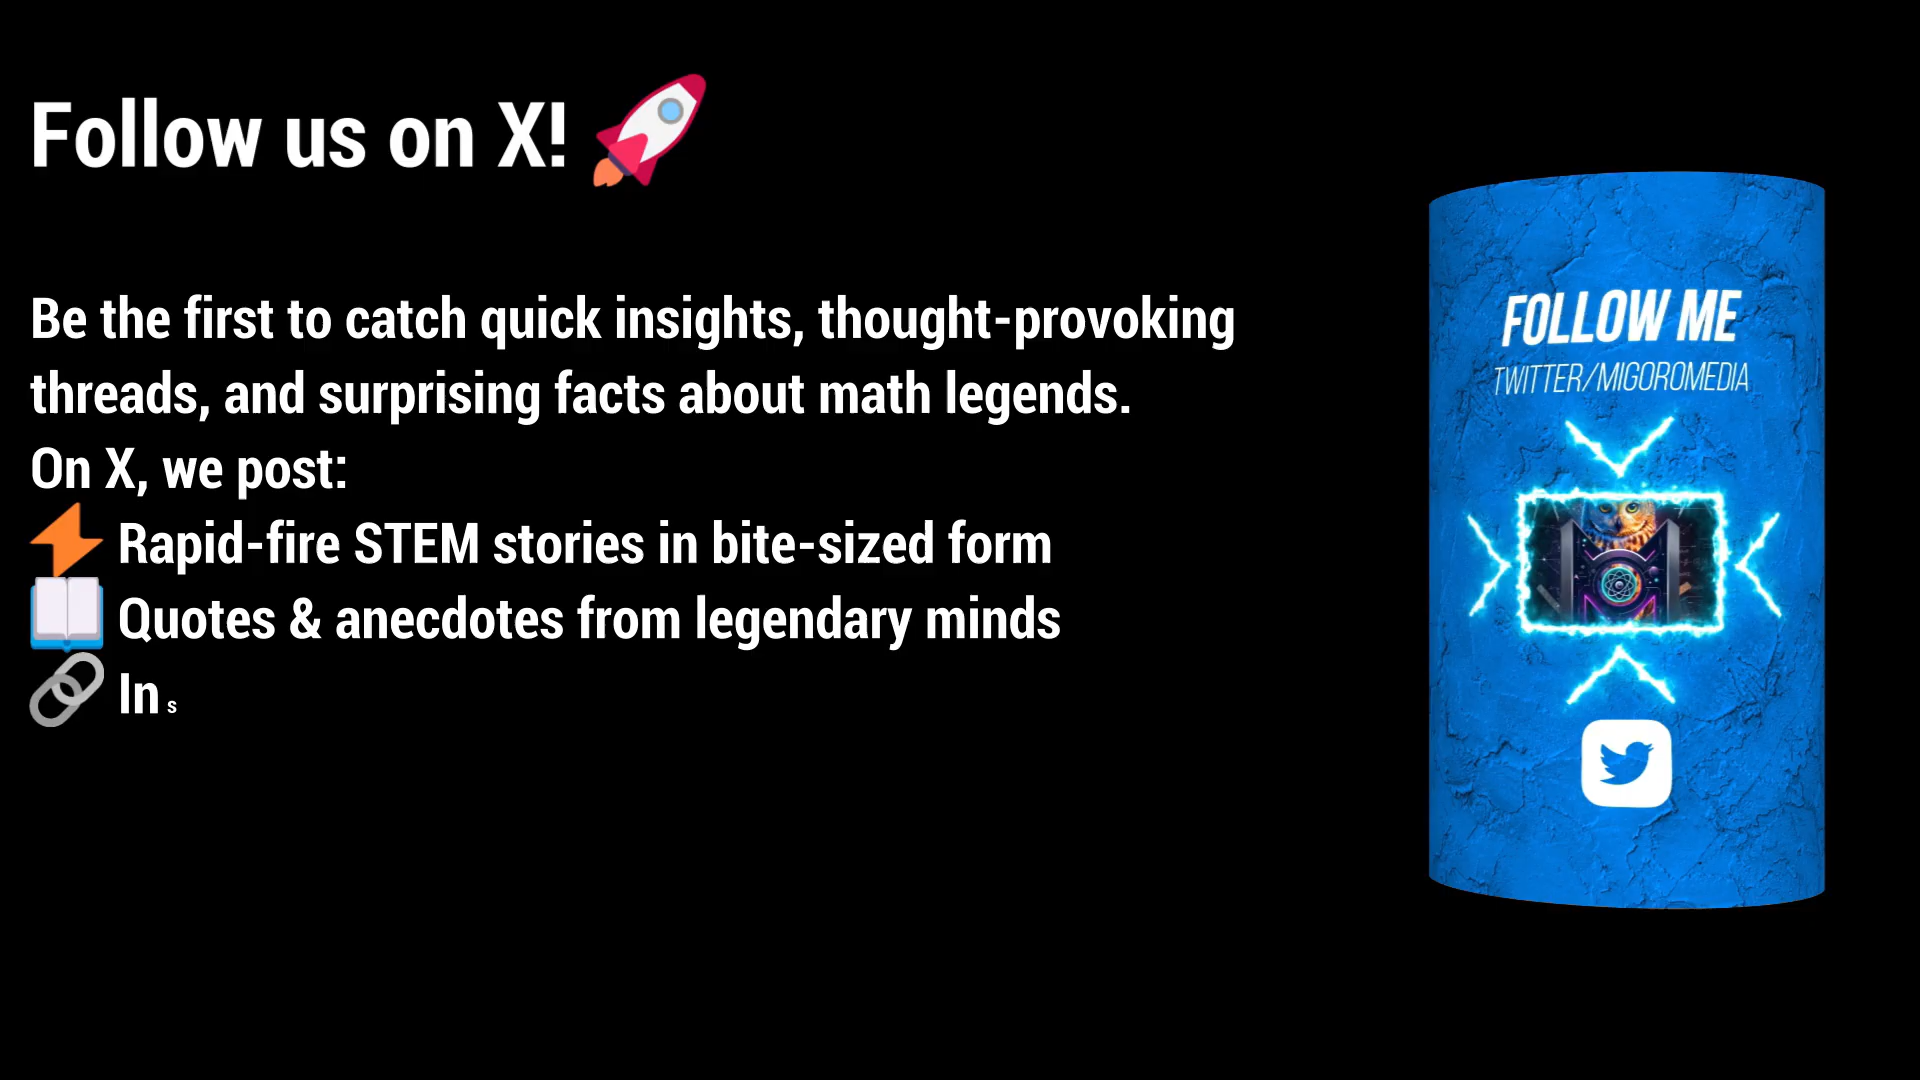 Follow us on X! 🚀
Be the first to catch quick insights, thought-provoking
threads, and surprising facts about math legends.
On X, we post:
⚡ Rapid-fire STEM stories in bite-sized form
📖 Quotes & anecdotes from legendary minds
🔗 Ins
FOLLOW ME
TWITTER/MIGOROMEDIA